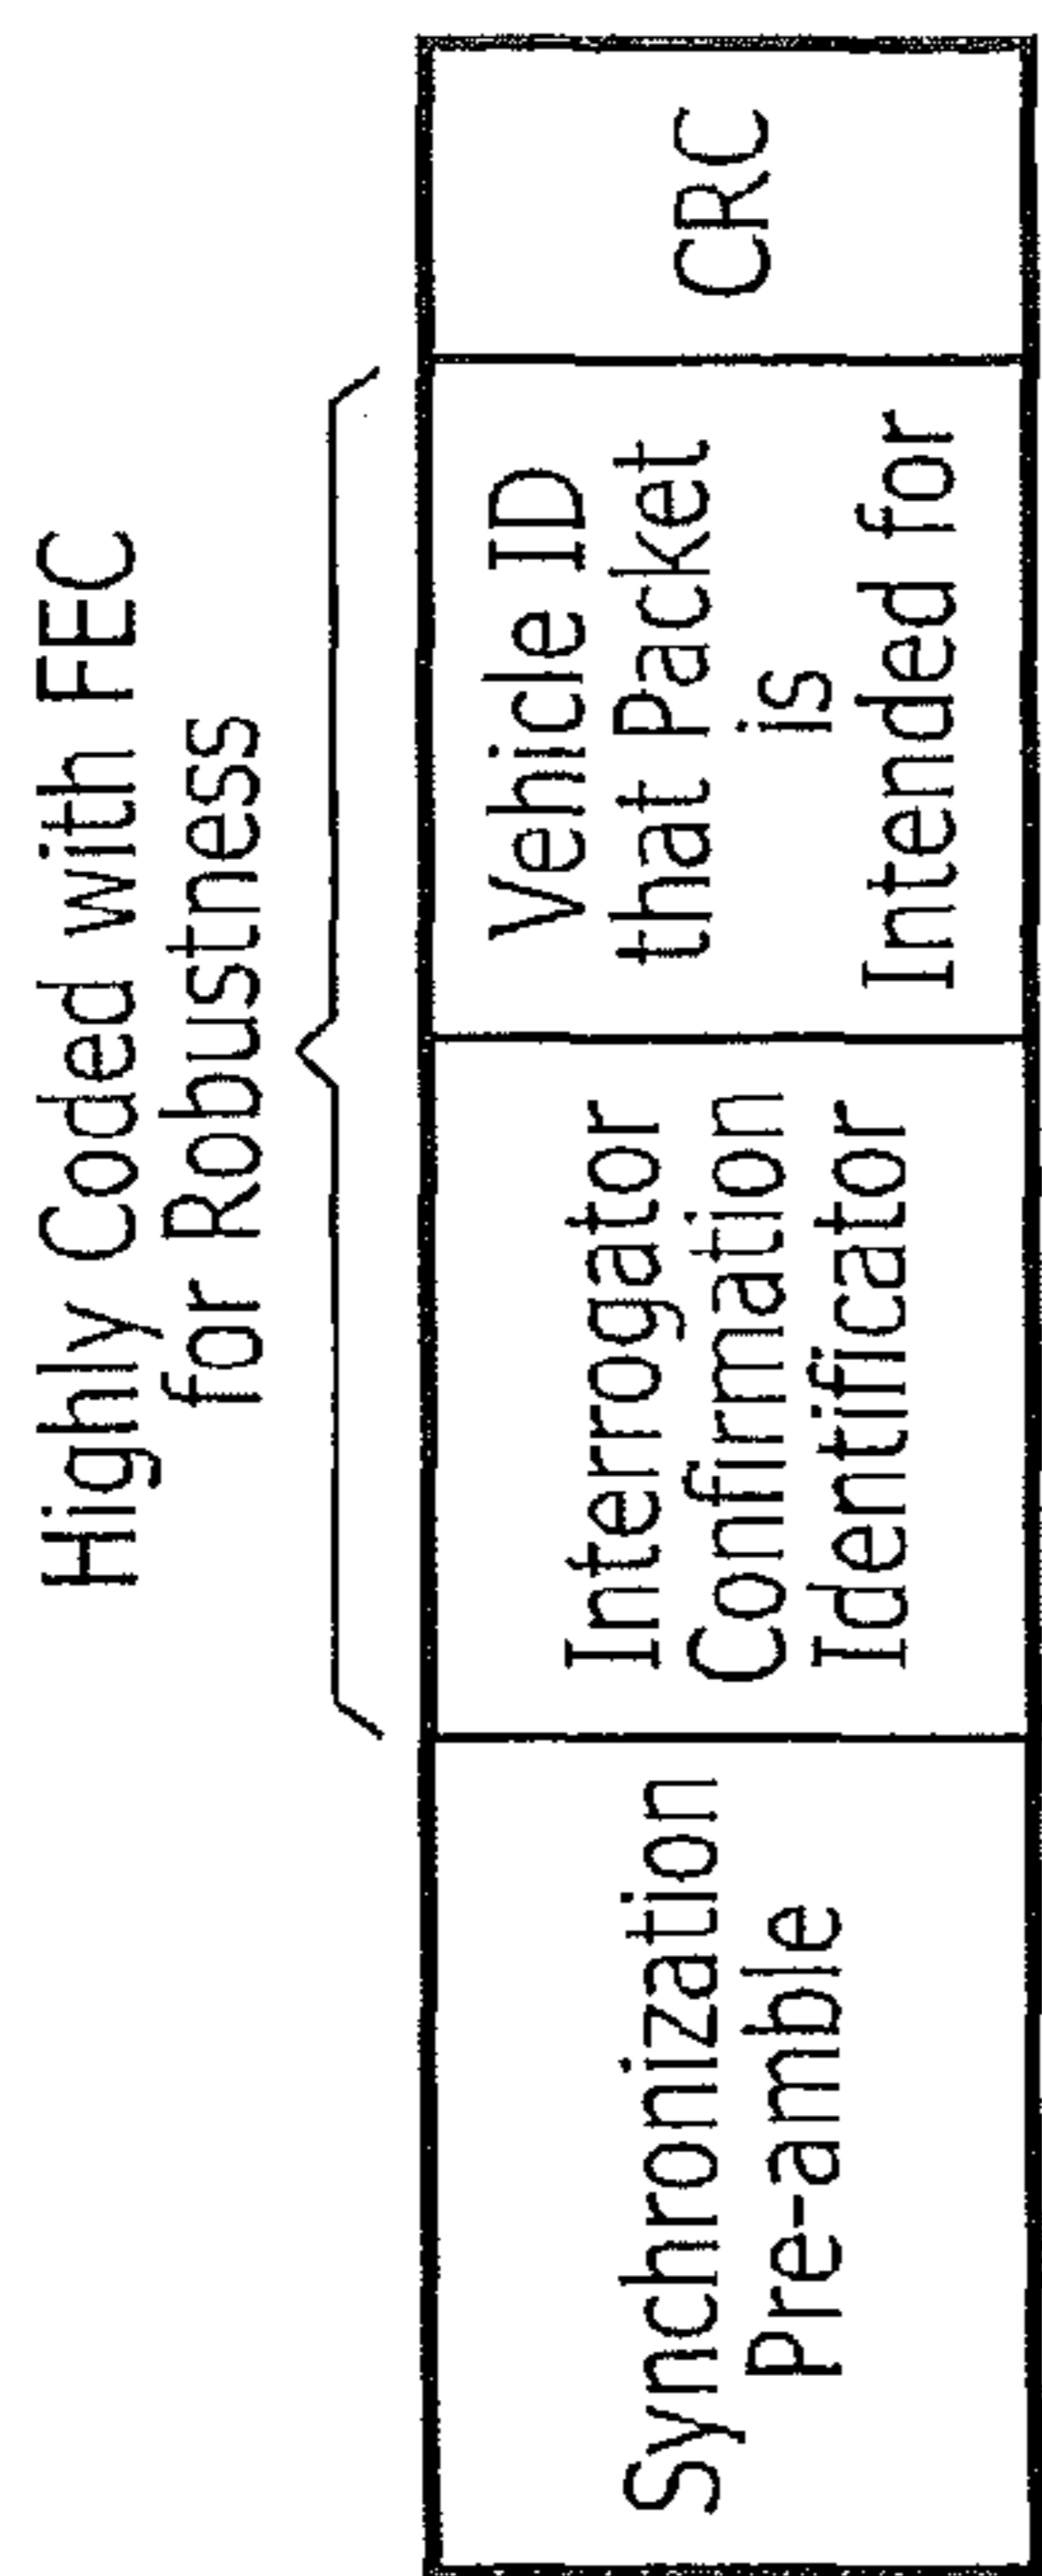 Highly Coded with FEC
for Robustness
Synchronization
Pre-amble
Interrogator
Confirmation
Identificator
Vehicle ID
that Packet
is
Intended for
CRC